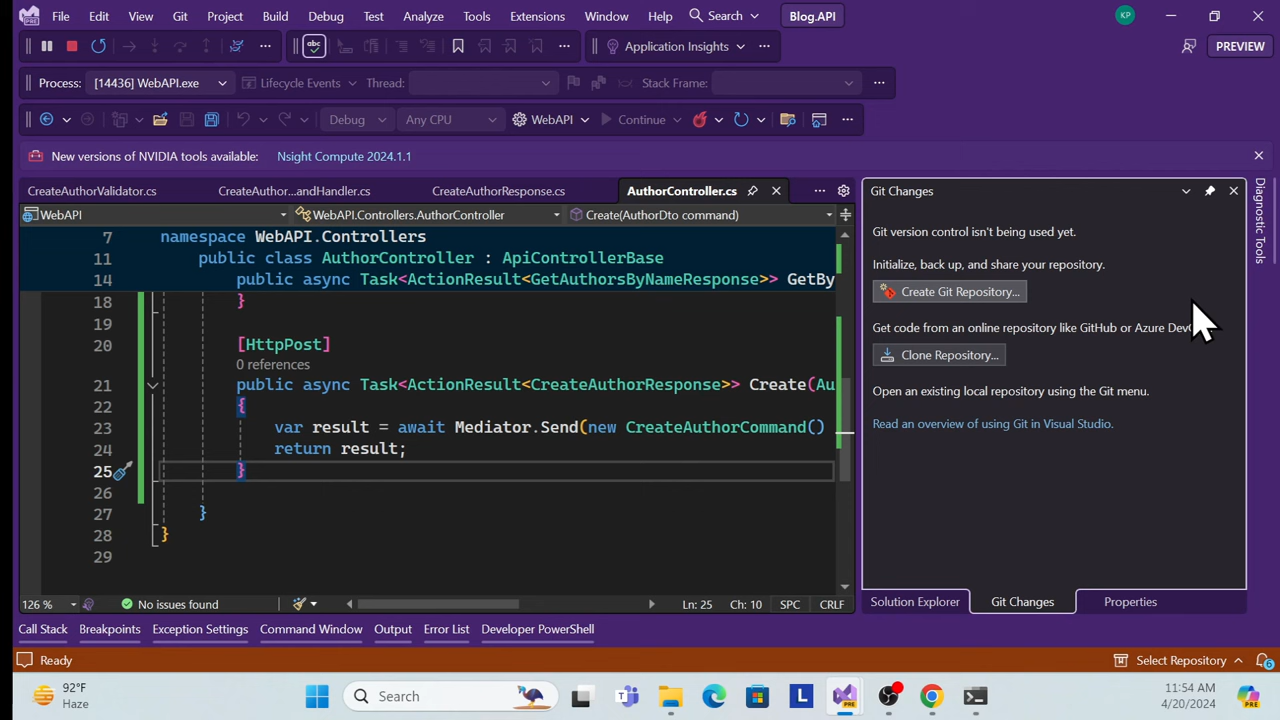 File Edit View Git Project Build Debug Test Analyze Tools Extensions Window Help Search Blog.API KP
Application Insights PREVIEW
Process: [14436] WebAPI.exe Lifecycle Events Thread: Stack Frame:
Debug Any CPU WebAPI Continue
New versions of NVIDIA tools available: Nsight Compute 2024.1.1
CreateAuthorValidator.cs CreateAuthor...andHandler.cs CreateAuthorResponse.cs AuthorController.cs
WebAPI WebAPI.Controllers.AuthorController Create(AuthorDto command)
7 namespace WebAPI.Controllers
11 public class AuthorController : ApiControllerBase
14 public async Task<ActionResult<GetAuthorsByNameResponse>> GetBy
18 }
19
20 [HttpPost]
0 references
21 public async Task<ActionResult<CreateAuthorResponse>> Create(Au
22 {
23 var result = await Mediator.Send(new CreateAuthorCommand()
24 return result;
25 }
26
27 }
28 }
29
126 % No issues found Ln: 25 Ch: 10 SPC CRLF
Git Changes
Git version control isn't being used yet.
Initialize, back up, and share your repository.
Create Git Repository...
Get code from an online repository like GitHub or Azure
Clone Repository...
Open an existing local repository using the Git menu.
Read an overview of using Git in Visual Studio.
Solution Explorer Git Changes Properties
Diagnostic Tools
Call Stack Breakpoints Exception Settings Command Window Output Error List Developer PowerShell
Ready Select Repository 6
92°F
Haze
Search
L
PRE
11:54 AM
4/20/2024
PRE